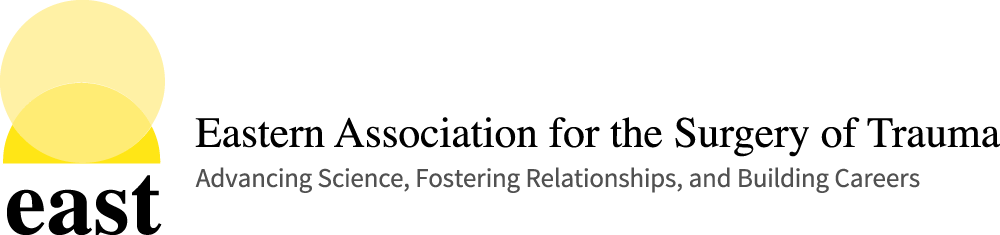 Eastern Association for the Surgery of Trauma
Advancing Science, Fostering Relationships, and Building Careers
east